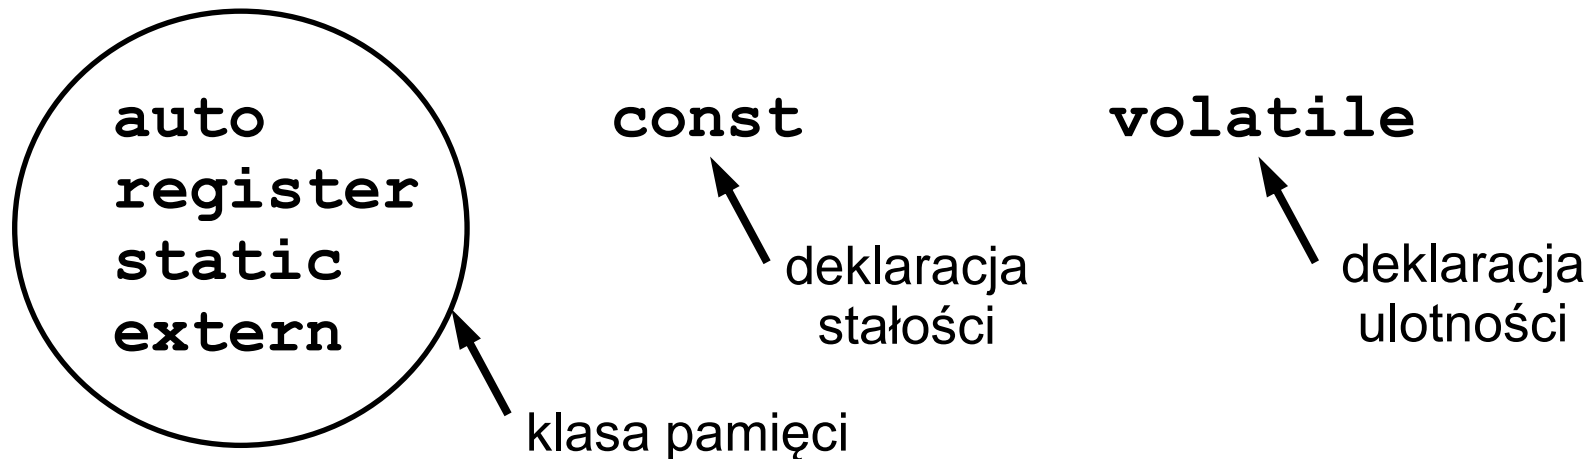 auto
register
static
extern
klasa pamięci
const
deklaracja
stałości
volatile
deklaracja
ulotności